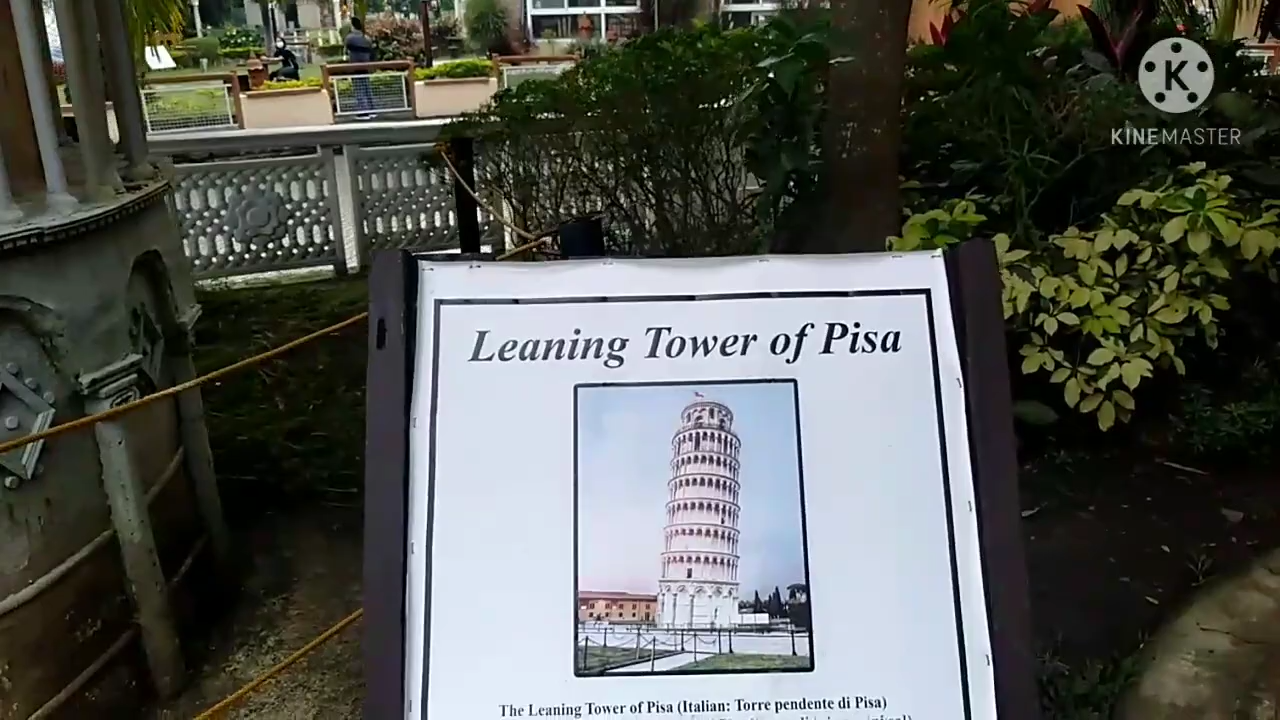 K
KINEMASTER
Leaning Tower of Pisa
The Leaning Tower of Pisa (Italian: Torre pendente di Pisa)